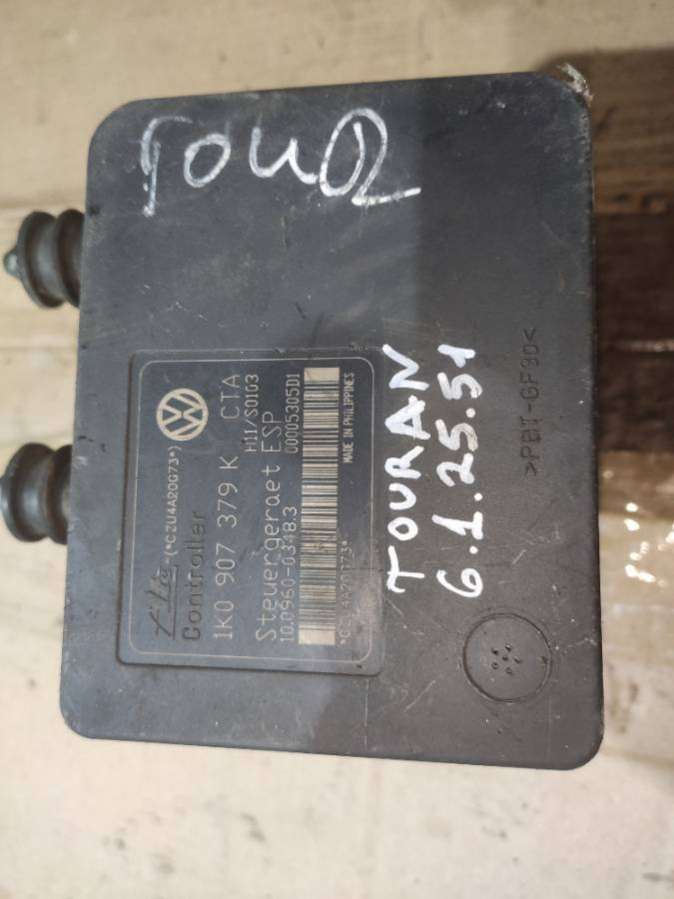 TOUR
Ate (*CZU4A20G73*)
Controller
1K0 907 379 K CTA
H11/S0103
Steuergeraet ESP
10.0960-0348.3 00005305D1
MADE IN PHILIPPINES
TOURAN
6.1.25.51
>PBT-GF30<